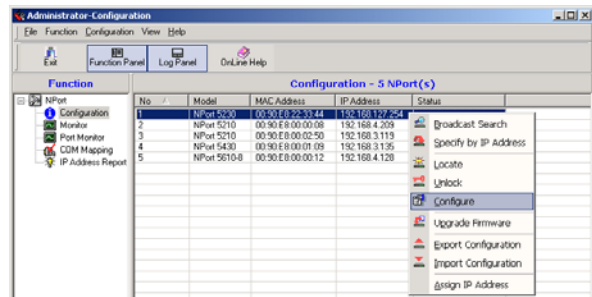 Administrator-Configuration
File Function Configuration View Help
Exit Function Panel Log Panel OnLine Help
Function
Configuration - 5 NPort(s)
NPort
Configuration
Monitor
Port Monitor
COM Mapping
IP Address Report
No Model MAC Address IP Address Status
1 NPort 5230 00:90:E8:22:33:44 192.168.127.254
2 NPort 5210 00:90:E8:00:00:08 192.168.4.209
3 NPort 5210 00:90:E8:00:02:50 192.168.3.119
4 NPort 5430 00:90:E8:00:01:09 192.168.3.135
5 NPort 5610-8 00:90:E8:00:00:12 192.168.4.128
Broadcast Search
Specify by IP Address
Locate
Unlock
Configure
Upgrade Firmware
Export Configuration
Import Configuration
Assign IP Address